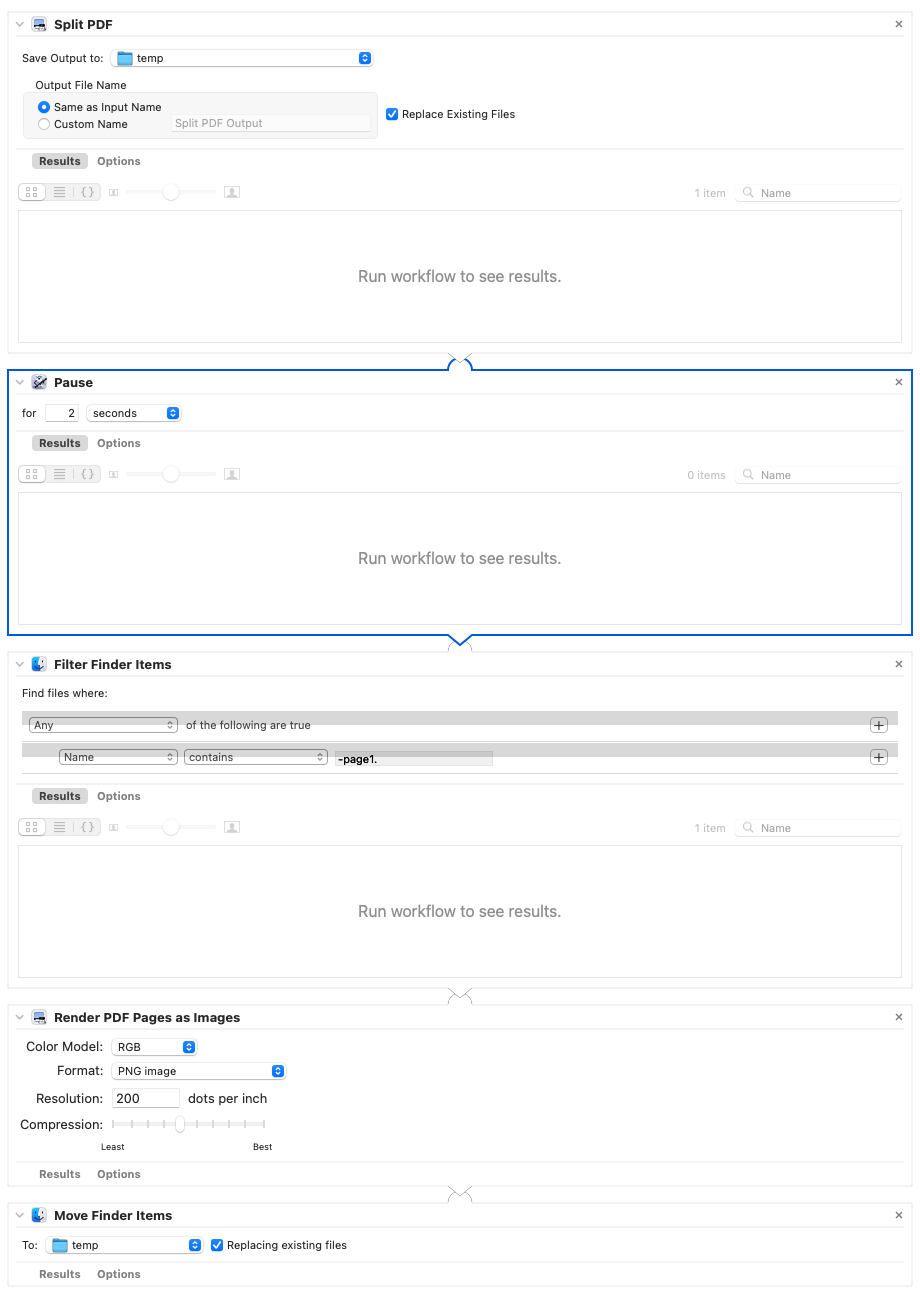 Split PDF
Save Output to: temp
Output File Name
Same as Input Name
Custom Name Split PDF Output
Replace Existing Files
Results Options
1 item Name
Run workflow to see results.
Pause
for 2 seconds
Results Options
0 items Name
Run workflow to see results.
Filter Finder Items
Find files where:
Any of the following are true
Name contains -page1.
Results Options
1 item Name
Run workflow to see results.
Render PDF Pages as Images
Color Model: RGB
Format: PNG image
Resolution: 200 dots per inch
Compression:
Least Best
Results Options
Move Finder Items
To: temp Replacing existing files
Results Options